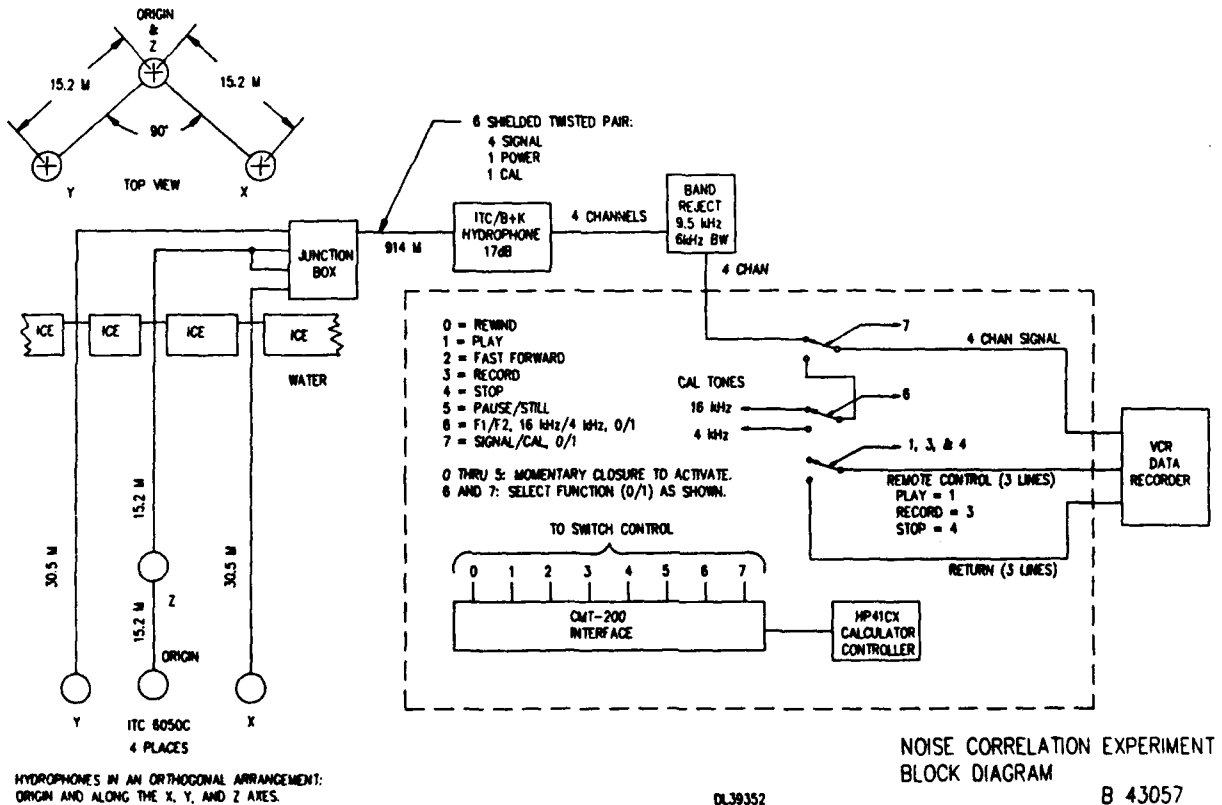 ORIGIN
&
Z
15.2 M
15.2 M
90°
Y
TOP VIEW
X
6 SHIELDED TWISTED PAIR:
4 SIGNAL
1 POWER
1 CAL
JUNCTION
BOX
914 M
ITC/B+K
HYDROPHONE
17dB
4 CHANNELS
BAND
REJECT
9.5 kHz
6kHz BW
4 CHAN
ICE
ICE
ICE
ICE
WATER
0 = REWIND
1 = PLAY
2 = FAST FORWARD
3 = RECORD
4 = STOP
5 = PAUSE/STILL
6 = F1/F2, 16 kHz/4 kHz, 0/1
7 = SIGNAL/CAL, 0/1
0 THRU 5: MOMENTARY CLOSURE TO ACTIVATE.
6 AND 7: SELECT FUNCTION (0/1) AS SHOWN.
7
4 CHAN SIGNAL
CAL TONES
16 kHz
4 kHz
6
1, 3, & 4
REMOTE CONTROL (3 LINES)
PLAY = 1
RECORD = 3
STOP = 4
RETURN (3 LINES)
VCR
DATA
RECORDER
TO SWITCH CONTROL
0 1 2 3 4 5 6 7
CMT-200
INTERFACE
HP41CX
CALCULATOR
CONTROLLER
30.5 M
15.2 M
Z
15.2 M
30.5 M
ORIGIN
Y
ITC 6050C
4 PLACES
X
HYDROPHONES IN AN ORTHOGONAL ARRANGEMENT:
ORIGIN AND ALONG THE X, Y, AND Z AXES.
DL39352
NOISE CORRELATION EXPERIMENT
BLOCK DIAGRAM
B 43057